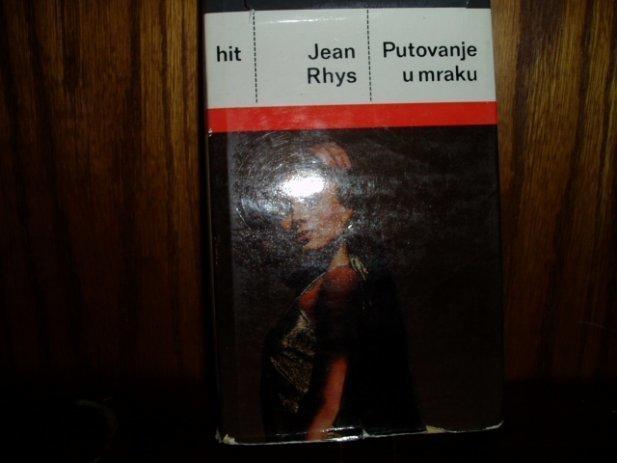 hit
Jean
Rhys
Putovanje
u mraku